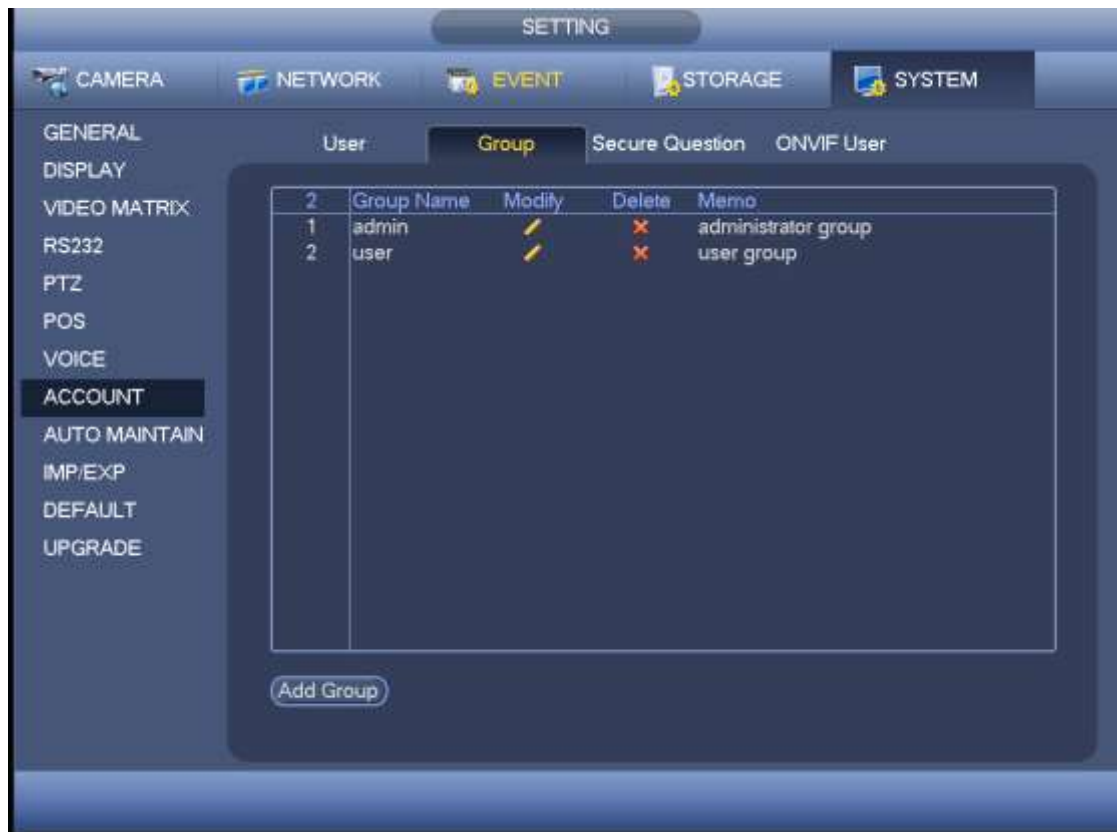 SETTING
CAMERA NETWORK EVENT STORAGE SYSTEM
GENERAL
DISPLAY
VIDEO MATRIX
RS232
PTZ
POS
VOICE
ACCOUNT
AUTO MAINTAIN
IMP/EXP
DEFAULT
UPGRADE
User Group Secure Question ONVIF User
2 Group Name Modify Delete Memo
1 admin administrator group
2 user user group
Add Group